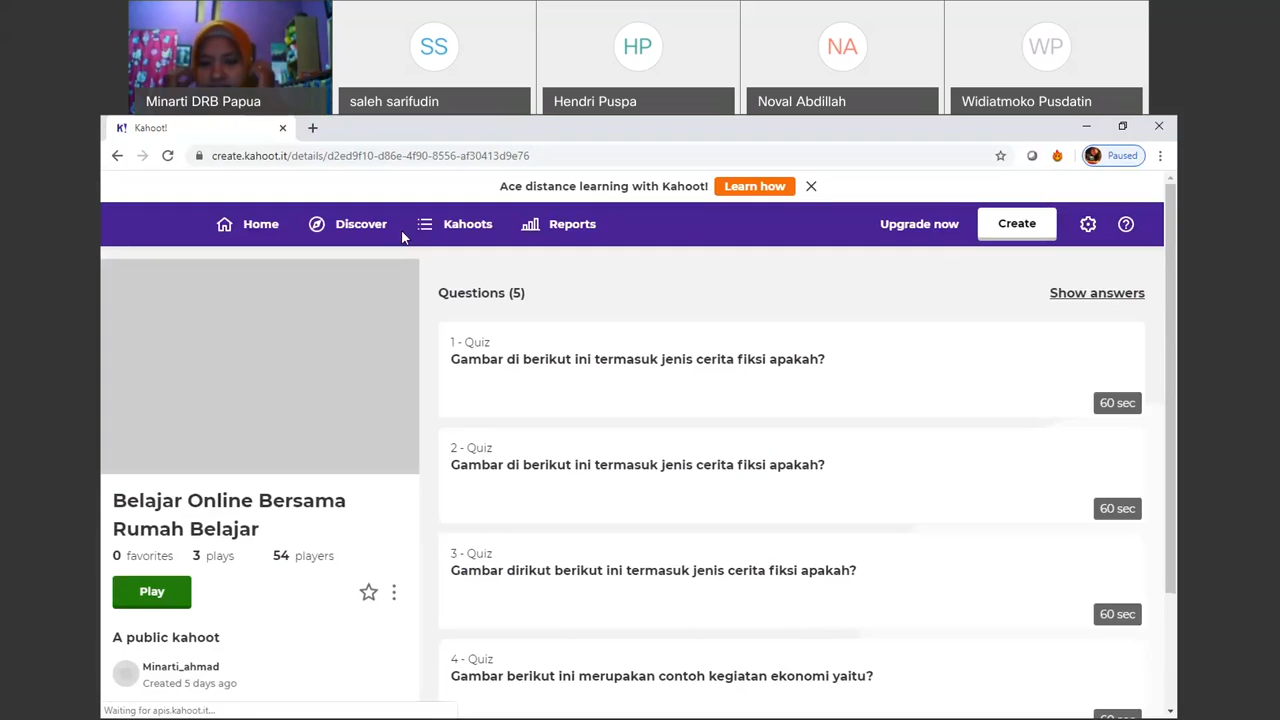 SS
HP
NA
WP
Minarti DRB Papua
saleh sarifudin
Hendri Puspa
Noval Abdillah
Widiatmoko Pusdatin
K! Kahoot!
create.kahoot.it/details/d2ed9f10-d86e-4f90-8556-af30413d9e76
Paused
Ace distance learning with Kahoot! Learn how
Home Discover Kahoots Reports Upgrade now Create
Questions (5) Show answers
1 - Quiz
Gambar di berikut ini termasuk jenis cerita fiksi apakah?
60 sec
2 - Quiz
Gambar di berikut ini termasuk jenis cerita fiksi apakah?
60 sec
3 - Quiz
Gambar dirikut berikut ini termasuk jenis cerita fiksi apakah?
60 sec
4 - Quiz
Gambar berikut ini merupakan contoh kegiatan ekonomi yaitu?
60 sec
Belajar Online Bersama
Rumah Belajar
0 favorites 3 plays 54 players
Play
A public kahoot
Minarti_ahmad
Created 5 days ago
Waiting for apis.kahoot.it...